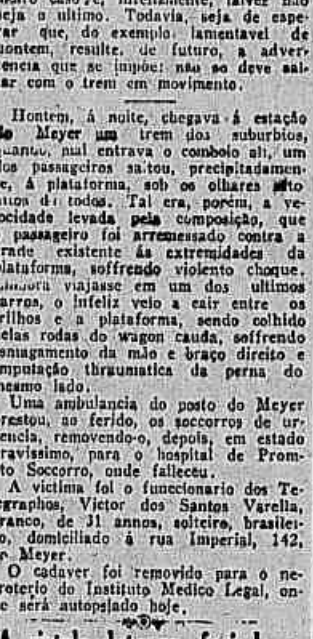 seja o ultimo. Todavia, seja de espe-
rar que, do exemplo lamentavel de
hontem, resulte, de futuro, a adver-
tencia que se impõe: não se deve sal-
tar com o trem em movimento.
Hontem, á noite, chegava á estação
do Meyer um trem dos suburbios,
quando, mal entrava o comboio ali, um
dos passageiros saltou, precipitadamen-
te, á plataforma, sob os olhares
de todos. Tal era, porém, a ve-
locidade levada pela composição, que
o passageiro foi arremessado contra a
grade existente ás extremidades da
plataforma, soffrendo violento choque.
Embora viajasse em um dos ultimos
carros, o infeliz veio a cair entre os
trilhos e a plataforma, sendo colhido
pelas rodas do wagon cauda, soffrendo
esmagamento da mão e braço direito e
amputação thraumatica da perna do
mesmo lado.
Uma ambulancia do posto do Meyer
prestou, ao ferido, os soccorros de ur-
gencia, removendo-o, depois, em estado
gravissimo, para o hospital de Prom-
to Soccorro, onde falleceu.
A victima foi o funccionario dos Te-
legraphos, Victor dos Santos Varella,
branco, de 31 annos, solteiro, brasilei-
ro, domiciliado á rua Imperial, 142,
no Meyer.
O cadaver foi removido para o ne-
croterio do Instituto Medico Legal, on-
de será autopsiado hoje.